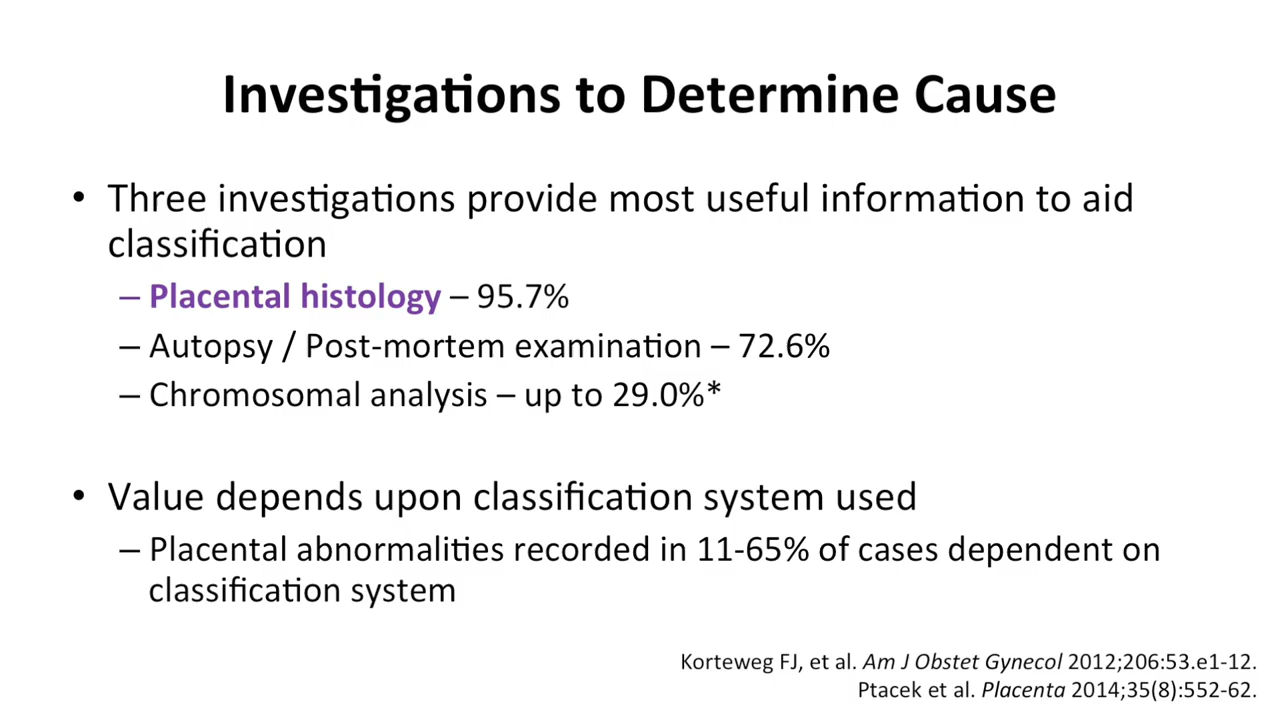 Investigations to Determine Cause
• Three investigations provide most useful information to aid
classification
– Placental histology – 95.7%
– Autopsy / Post-mortem examination – 72.6%
– Chromosomal analysis – up to 29.0%*
• Value depends upon classification system used
– Placental abnormalities recorded in 11-65% of cases dependent on
classification system
Korteweg FJ, et al. Am J Obstet Gynecol 2012;206:53.e1-12.
Ptacek et al. Placenta 2014;35(8):552-62.